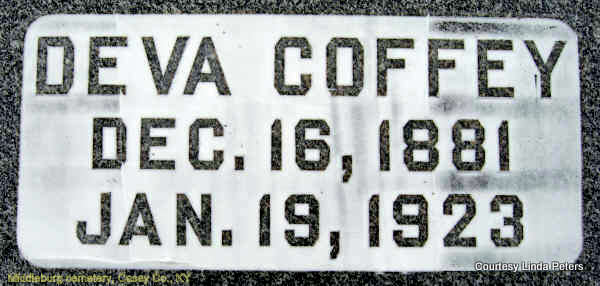 DEVA COFFEY
DEC. 16, 1881
JAN. 19, 1923
Courtesy Linda Peters
Middleburg cemetery, Casey Co., KY